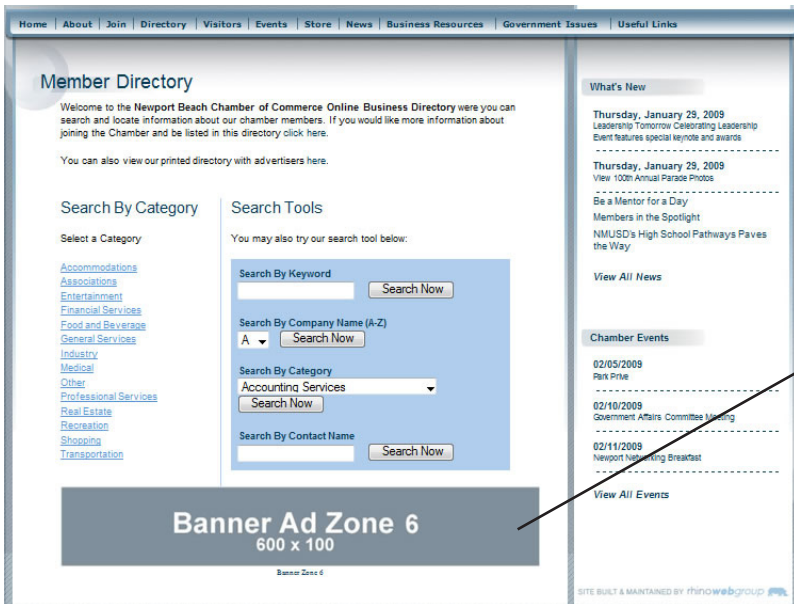 Home | About | Join | Directory | Visitors | Events | Store | News | Business Resources | Government Issues | Useful Links
Member Directory
Welcome to the Newport Beach Chamber of Commerce Online Business Directory were you can
search and locate information about our chamber members. If you would like more information about
joining the Chamber and be listed in this directory click here.
You can also view our printed directory with advertisers here.
Search By Category
Select a Category
Accommodations
Associations
Entertainment
Financial Services
Food and Beverage
General Services
Industry
Medical
Other
Professional Services
Real Estate
Recreation
Shopping
Transportation
Search Tools
You may also try our search tool below:
Search By Keyword
Search Now
Search By Company Name (A-Z)
A Search Now
Search By Category
Accounting Services
Search Now
Search By Contact Name
Search Now
Banner Ad Zone 6
600 x 100
Banner Zone 6
What's New
Thursday, January 29, 2009
Leadership Tomorrow Celebrating Leadership
Event features special keynote and awards
Thursday, January 29, 2009
View 100th Annual Parade Photos
Be a Mentor for a Day
Members in the Spotlight
NMUSD's High School Pathways Paves
the Way
View All News
Chamber Events
02/05/2009
Park Prive
02/10/2009
Government Affairs Committee Meeting
02/11/2009
Newport Networking Breakfast
View All Events
SITE BUILT & MAINTAINED BY rhinowebgroup